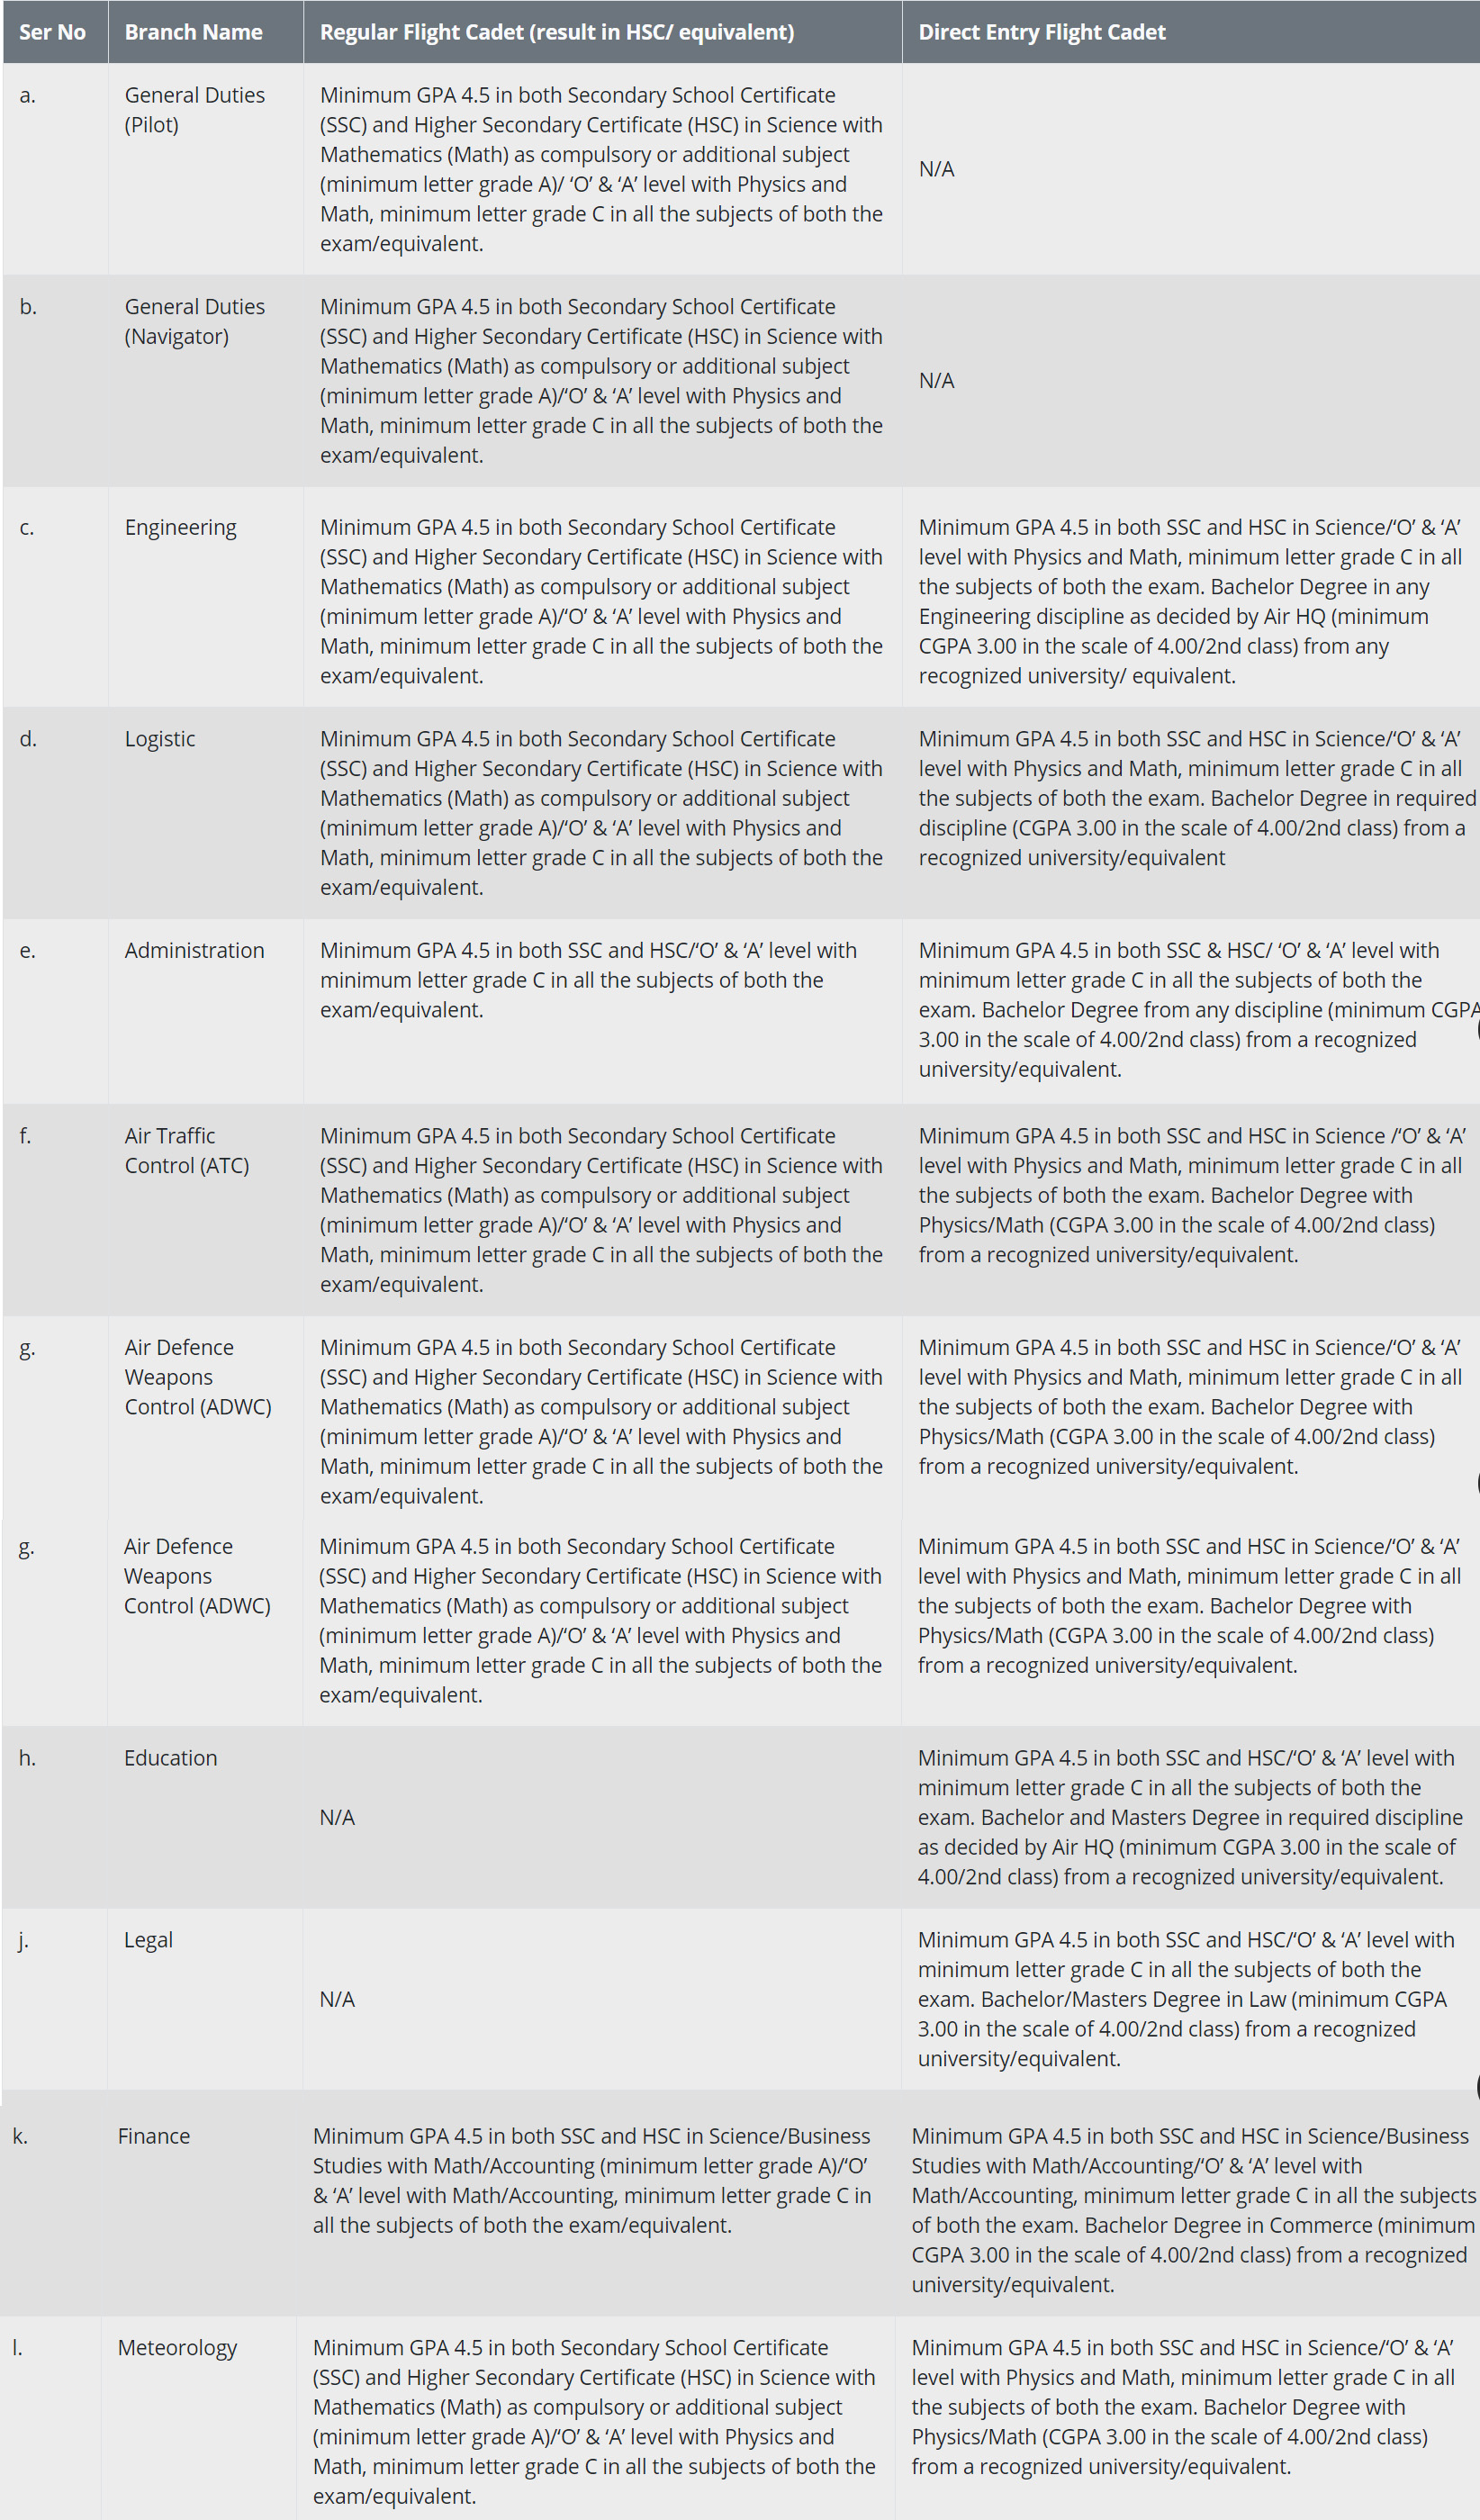 Ser No Branch Name Regular Flight Cadet (result in HSC/ equivalent) Direct Entry Flight Cadet
a.
General Duties
(Pilot)
Minimum GPA 4.5 in both Secondary School Certificate
(SSC) and Higher Secondary Certificate (HSC) in Science with
Mathematics (Math) as compulsory or additional subject
(minimum letter grade A)/ ‘O’ & ‘A’ level with Physics and
Math, minimum letter grade C in all the subjects of both the
exam/equivalent.
N/A
b.
General Duties
(Navigator)
Minimum GPA 4.5 in both Secondary School Certificate
(SSC) and Higher Secondary Certificate (HSC) in Science with
Mathematics (Math) as compulsory or additional subject
(minimum letter grade A)/‘O’ & ‘A’ level with Physics and
Math, minimum letter grade C in all the subjects of both the
exam/equivalent.
N/A
c.
Engineering
Minimum GPA 4.5 in both Secondary School Certificate
(SSC) and Higher Secondary Certificate (HSC) in Science with
Mathematics (Math) as compulsory or additional subject
(minimum letter grade A)/‘O’ & ‘A’ level with Physics and
Math, minimum letter grade C in all the subjects of both the
exam/equivalent.
Minimum GPA 4.5 in both SSC and HSC in Science/‘O’ & ‘A’
level with Physics and Math, minimum letter grade C in all
the subjects of both the exam. Bachelor Degree in any
Engineering discipline as decided by Air HQ (minimum
CGPA 3.00 in the scale of 4.00/2nd class) from any
recognized university/ equivalent.
d.
Logistic
Minimum GPA 4.5 in both Secondary School Certificate
(SSC) and Higher Secondary Certificate (HSC) in Science with
Mathematics (Math) as compulsory or additional subject
(minimum letter grade A)/‘O’ & ‘A’ level with Physics and
Math, minimum letter grade C in all the subjects of both the
exam/equivalent.
Minimum GPA 4.5 in both SSC and HSC in Science/‘O’ & ‘A’
level with Physics and Math, minimum letter grade C in all
the subjects of both the exam. Bachelor Degree in required
discipline (CGPA 3.00 in the scale of 4.00/2nd class) from a
recognized university/equivalent
e.
Administration
Minimum GPA 4.5 in both SSC and HSC/‘O’ & ‘A’ level with
minimum letter grade C in all the subjects of both the
exam/equivalent.
Minimum GPA 4.5 in both SSC & HSC/ ‘O’ & ‘A’ level with
minimum letter grade C in all the subjects of both the
exam. Bachelor Degree from any discipline (minimum CGPA
3.00 in the scale of 4.00/2nd class) from a recognized
university/equivalent.
f.
Air Traffic
Control (ATC)
Minimum GPA 4.5 in both Secondary School Certificate
(SSC) and Higher Secondary Certificate (HSC) in Science with
Mathematics (Math) as compulsory or additional subject
(minimum letter grade A)/‘O’ & ‘A’ level with Physics and
Math, minimum letter grade C in all the subjects of both the
exam/equivalent.
Minimum GPA 4.5 in both SSC and HSC in Science /‘O’ & ‘A’
level with Physics and Math, minimum letter grade C in all
the subjects of both the exam. Bachelor Degree with
Physics/Math (CGPA 3.00 in the scale of 4.00/2nd class)
from a recognized university/equivalent.
g.
Air Defence
Weapons
Control (ADWC)
Minimum GPA 4.5 in both Secondary School Certificate
(SSC) and Higher Secondary Certificate (HSC) in Science with
Mathematics (Math) as compulsory or additional subject
(minimum letter grade A)/‘O’ & ‘A’ level with Physics and
Math, minimum letter grade C in all the subjects of both the
exam/equivalent.
Minimum GPA 4.5 in both SSC and HSC in Science/‘O’ & ‘A’
level with Physics and Math, minimum letter grade C in all
the subjects of both the exam. Bachelor Degree with
Physics/Math (CGPA 3.00 in the scale of 4.00/2nd class)
from a recognized university/equivalent.
g.
Air Defence
Weapons
Control (ADWC)
Minimum GPA 4.5 in both Secondary School Certificate
(SSC) and Higher Secondary Certificate (HSC) in Science with
Mathematics (Math) as compulsory or additional subject
(minimum letter grade A)/‘O’ & ‘A’ level with Physics and
Math, minimum letter grade C in all the subjects of both the
exam/equivalent.
Minimum GPA 4.5 in both SSC and HSC in Science/‘O’ & ‘A’
level with Physics and Math, minimum letter grade C in all
the subjects of both the exam. Bachelor Degree with
Physics/Math (CGPA 3.00 in the scale of 4.00/2nd class)
from a recognized university/equivalent.
h.
Education
N/A
Minimum GPA 4.5 in both SSC and HSC/‘O’ & ‘A’ level with
minimum letter grade C in all the subjects of both the
exam. Bachelor and Masters Degree in required discipline
as decided by Air HQ (minimum CGPA 3.00 in the scale of
4.00/2nd class) from a recognized university/equivalent.
j.
Legal
N/A
Minimum GPA 4.5 in both SSC and HSC/‘O’ & ‘A’ level with
minimum letter grade C in all the subjects of both the
exam. Bachelor/Masters Degree in Law (minimum CGPA
3.00 in the scale of 4.00/2nd class) from a recognized
university/equivalent.
k.
Finance
Minimum GPA 4.5 in both SSC and HSC in Science/Business
Studies with Math/Accounting (minimum letter grade A)/‘O’
& ‘A’ level with Math/Accounting, minimum letter grade C in
all the subjects of both the exam/equivalent.
Minimum GPA 4.5 in both SSC and HSC in Science/Business
Studies with Math/Accounting/‘O’ & ‘A’ level with
Math/Accounting, minimum letter grade C in all the subjects
of both the exam. Bachelor Degree in Commerce (minimum
CGPA 3.00 in the scale of 4.00/2nd class) from a recognized
university/equivalent.
l.
Meteorology
Minimum GPA 4.5 in both Secondary School Certificate
(SSC) and Higher Secondary Certificate (HSC) in Science with
Mathematics (Math) as compulsory or additional subject
(minimum letter grade A)/‘O’ & ‘A’ level with Physics and
Math, minimum letter grade C in all the subjects of both the
exam/equivalent.
Minimum GPA 4.5 in both SSC and HSC in Science/‘O’ & ‘A’
level with Physics and Math, minimum letter grade C in all
the subjects of both the exam. Bachelor Degree with
Physics/Math (CGPA 3.00 in the scale of 4.00/2nd class)
from a recognized university/equivalent.